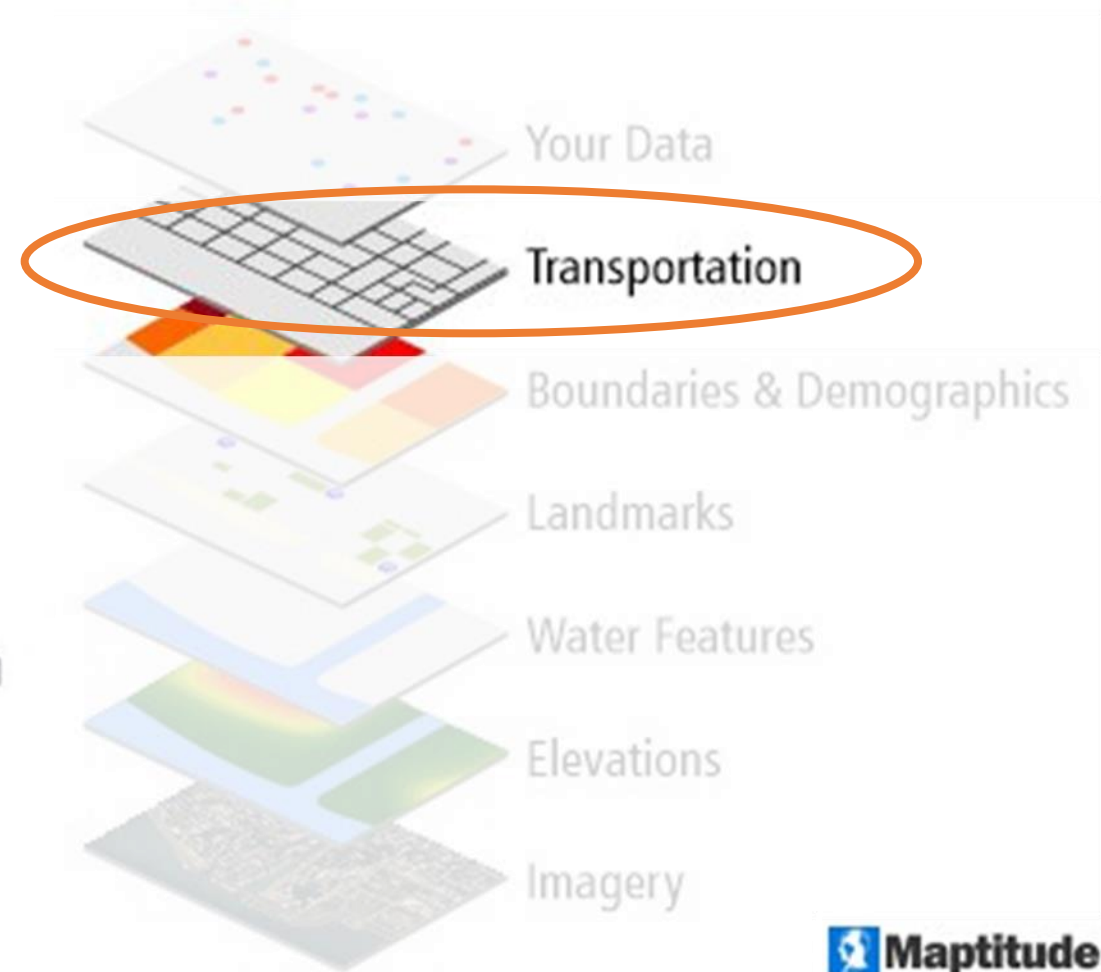 Your Data
Transportation
Boundaries & Demographics
Landmarks
Water Features
Elevations
Imagery
Maptitude